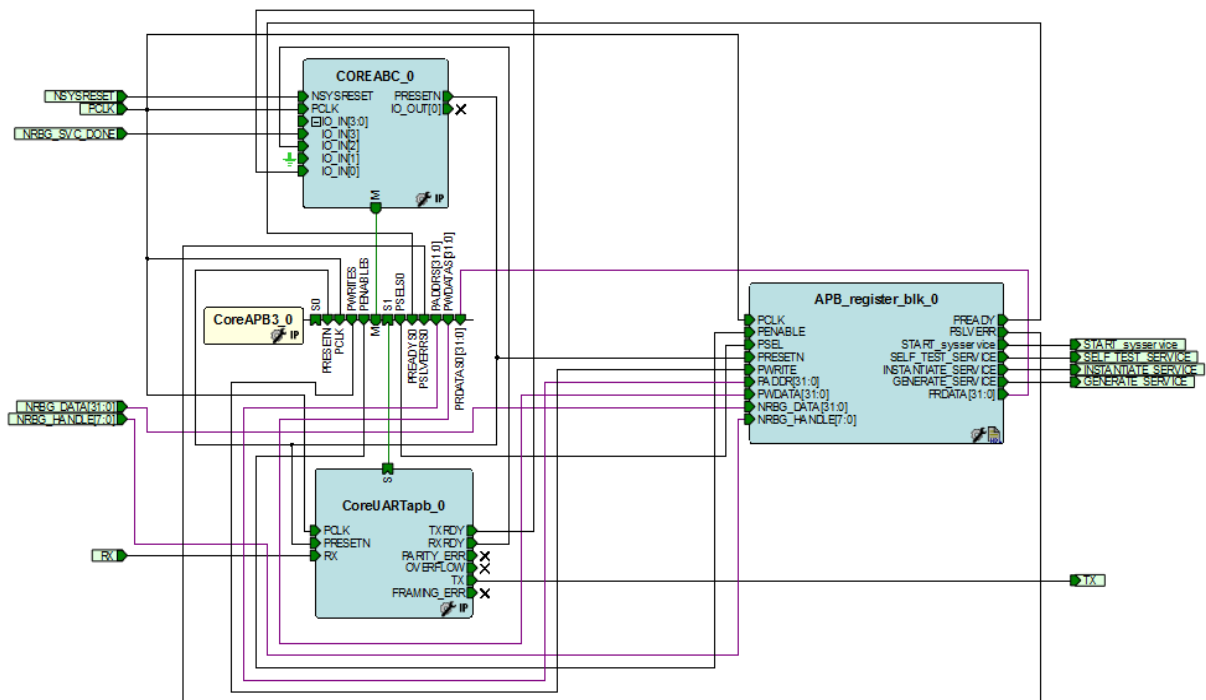 COREABC_0
NSYSRESET
PCLK
NRBG_SVC_DONE
NSYSRESET
PCLK
IO_IN[3:0]
IO_IN[3]
IO_IN[2]
IO_IN[1]
IO_IN[0]
PRESETN
IO_OUT[0]
M
IP
CoreAPB3_0
IP
S0
PRESETN
PCLK
PWRITES
PENABLES
M
S1
PSELS0
PREADYS0
PSLVERRS0
PADDRS[31:0]
PWDATAS[31:0]
PRDATAS0[31:0]
APB_register_blk_0
PCLK
PENABLE
PSEL
PRESETN
PWRITE
PADDR[31:0]
PWDATA[31:0]
NRBG_DATA[31:0]
NRBG_HANDLE[7:0]
PREADY
PSLVERR
START_sysservice
SELF_TEST_SERVICE
INSTANTIATE_SERVICE
GENERATE_SERVICE
PRDATA[31:0]
START_sysservice
SELF_TEST_SERVICE
INSTANTIATE_SERVICE
GENERATE_SERVICE
NRBG_DATA[31:0]
NRBG_HANDLE[7:0]
S
CoreUARTapb_0
PCLK
PRESETN
RX
TXRDY
RXRDY
PARITY_ERR
OVERFLOW
TX
FRAMING_ERR
IP
RX
TX